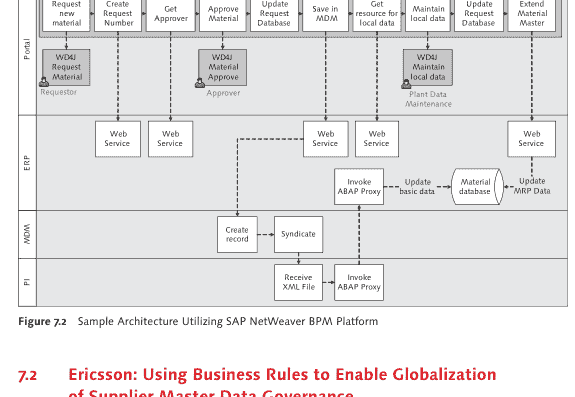 Request new material
Create Request Number
Get Approver
Approve Material
Update Request Database
Save in MDM
Get resource for local data
Maintain local data
Update Request Database
Extend Material Master
Portal
WD4J Request Material
WD4J Material Approve
WD4J Maintain local data
Requestor
Approver
Plant Data Maintenance
ERP
Web Service
Web Service
Web Service
Web Service
Web Service
Invoke ABAP Proxy
Update basic data
Material database
Update MRP Data
MDM
Create record
Syndicate
PI
Receive XML File
Invoke ABAP Proxy
Figure 7.2 Sample Architecture Utilizing SAP NetWeaver BPM Platform
7.2 Ericsson: Using Business Rules to Enable Globalization
of Supplier Master Data Governance